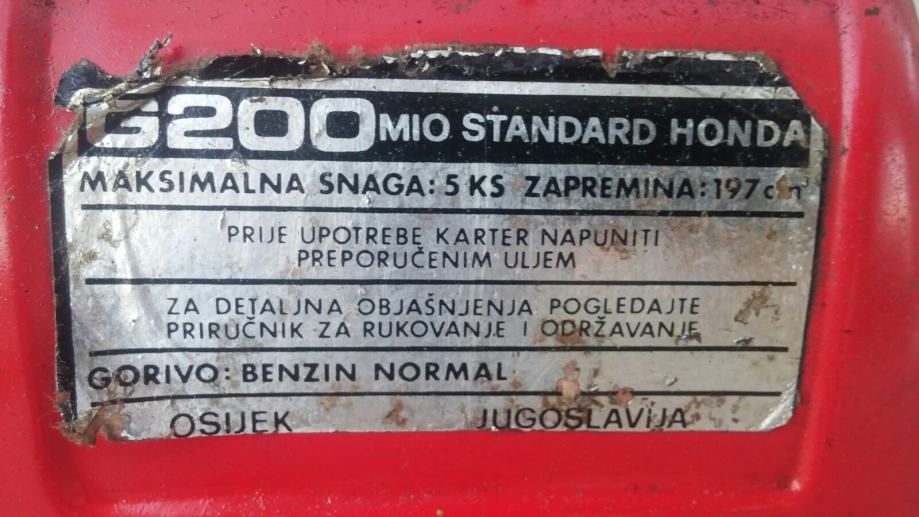 G200 MIO STANDARD HONDA
MAKSIMALNA SNAGA: 5 KS ZAPREMINA: 197 cm³
PRIJE UPOTREBE KARTER NAPUNITI
PREPORUČENIM ULJEM
ZA DETALJNA OBJAŠNJENJA POGLEDAJTE
PRIRUČNIK ZA RUKOVANJE I ODRŽAVANJE
GORIVO: BENZIN NORMAL
OSIJEK JUGOSLAVIJA